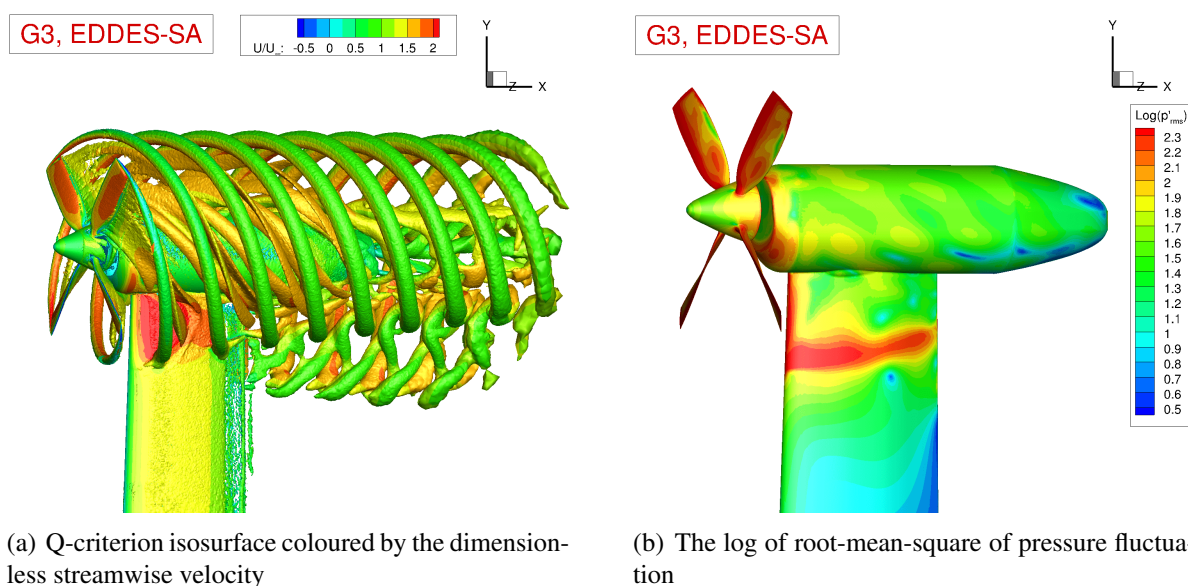 G3, EDDES-SA
U/U_: -0.5 0 0.5 1 1.5 2
Y
Z X
G3, EDDES-SA
Y
Z X
Log(p'rms)
2.3
2.2
2.1
2
1.9
1.8
1.7
1.6
1.5
1.4
1.3
1.2
1.1
1
0.9
0.8
0.7
0.6
0.5
(a) Q-criterion isosurface coloured by the dimension-
less streamwise velocity
(b) The log of root-mean-square of pressure fluctua-
tion